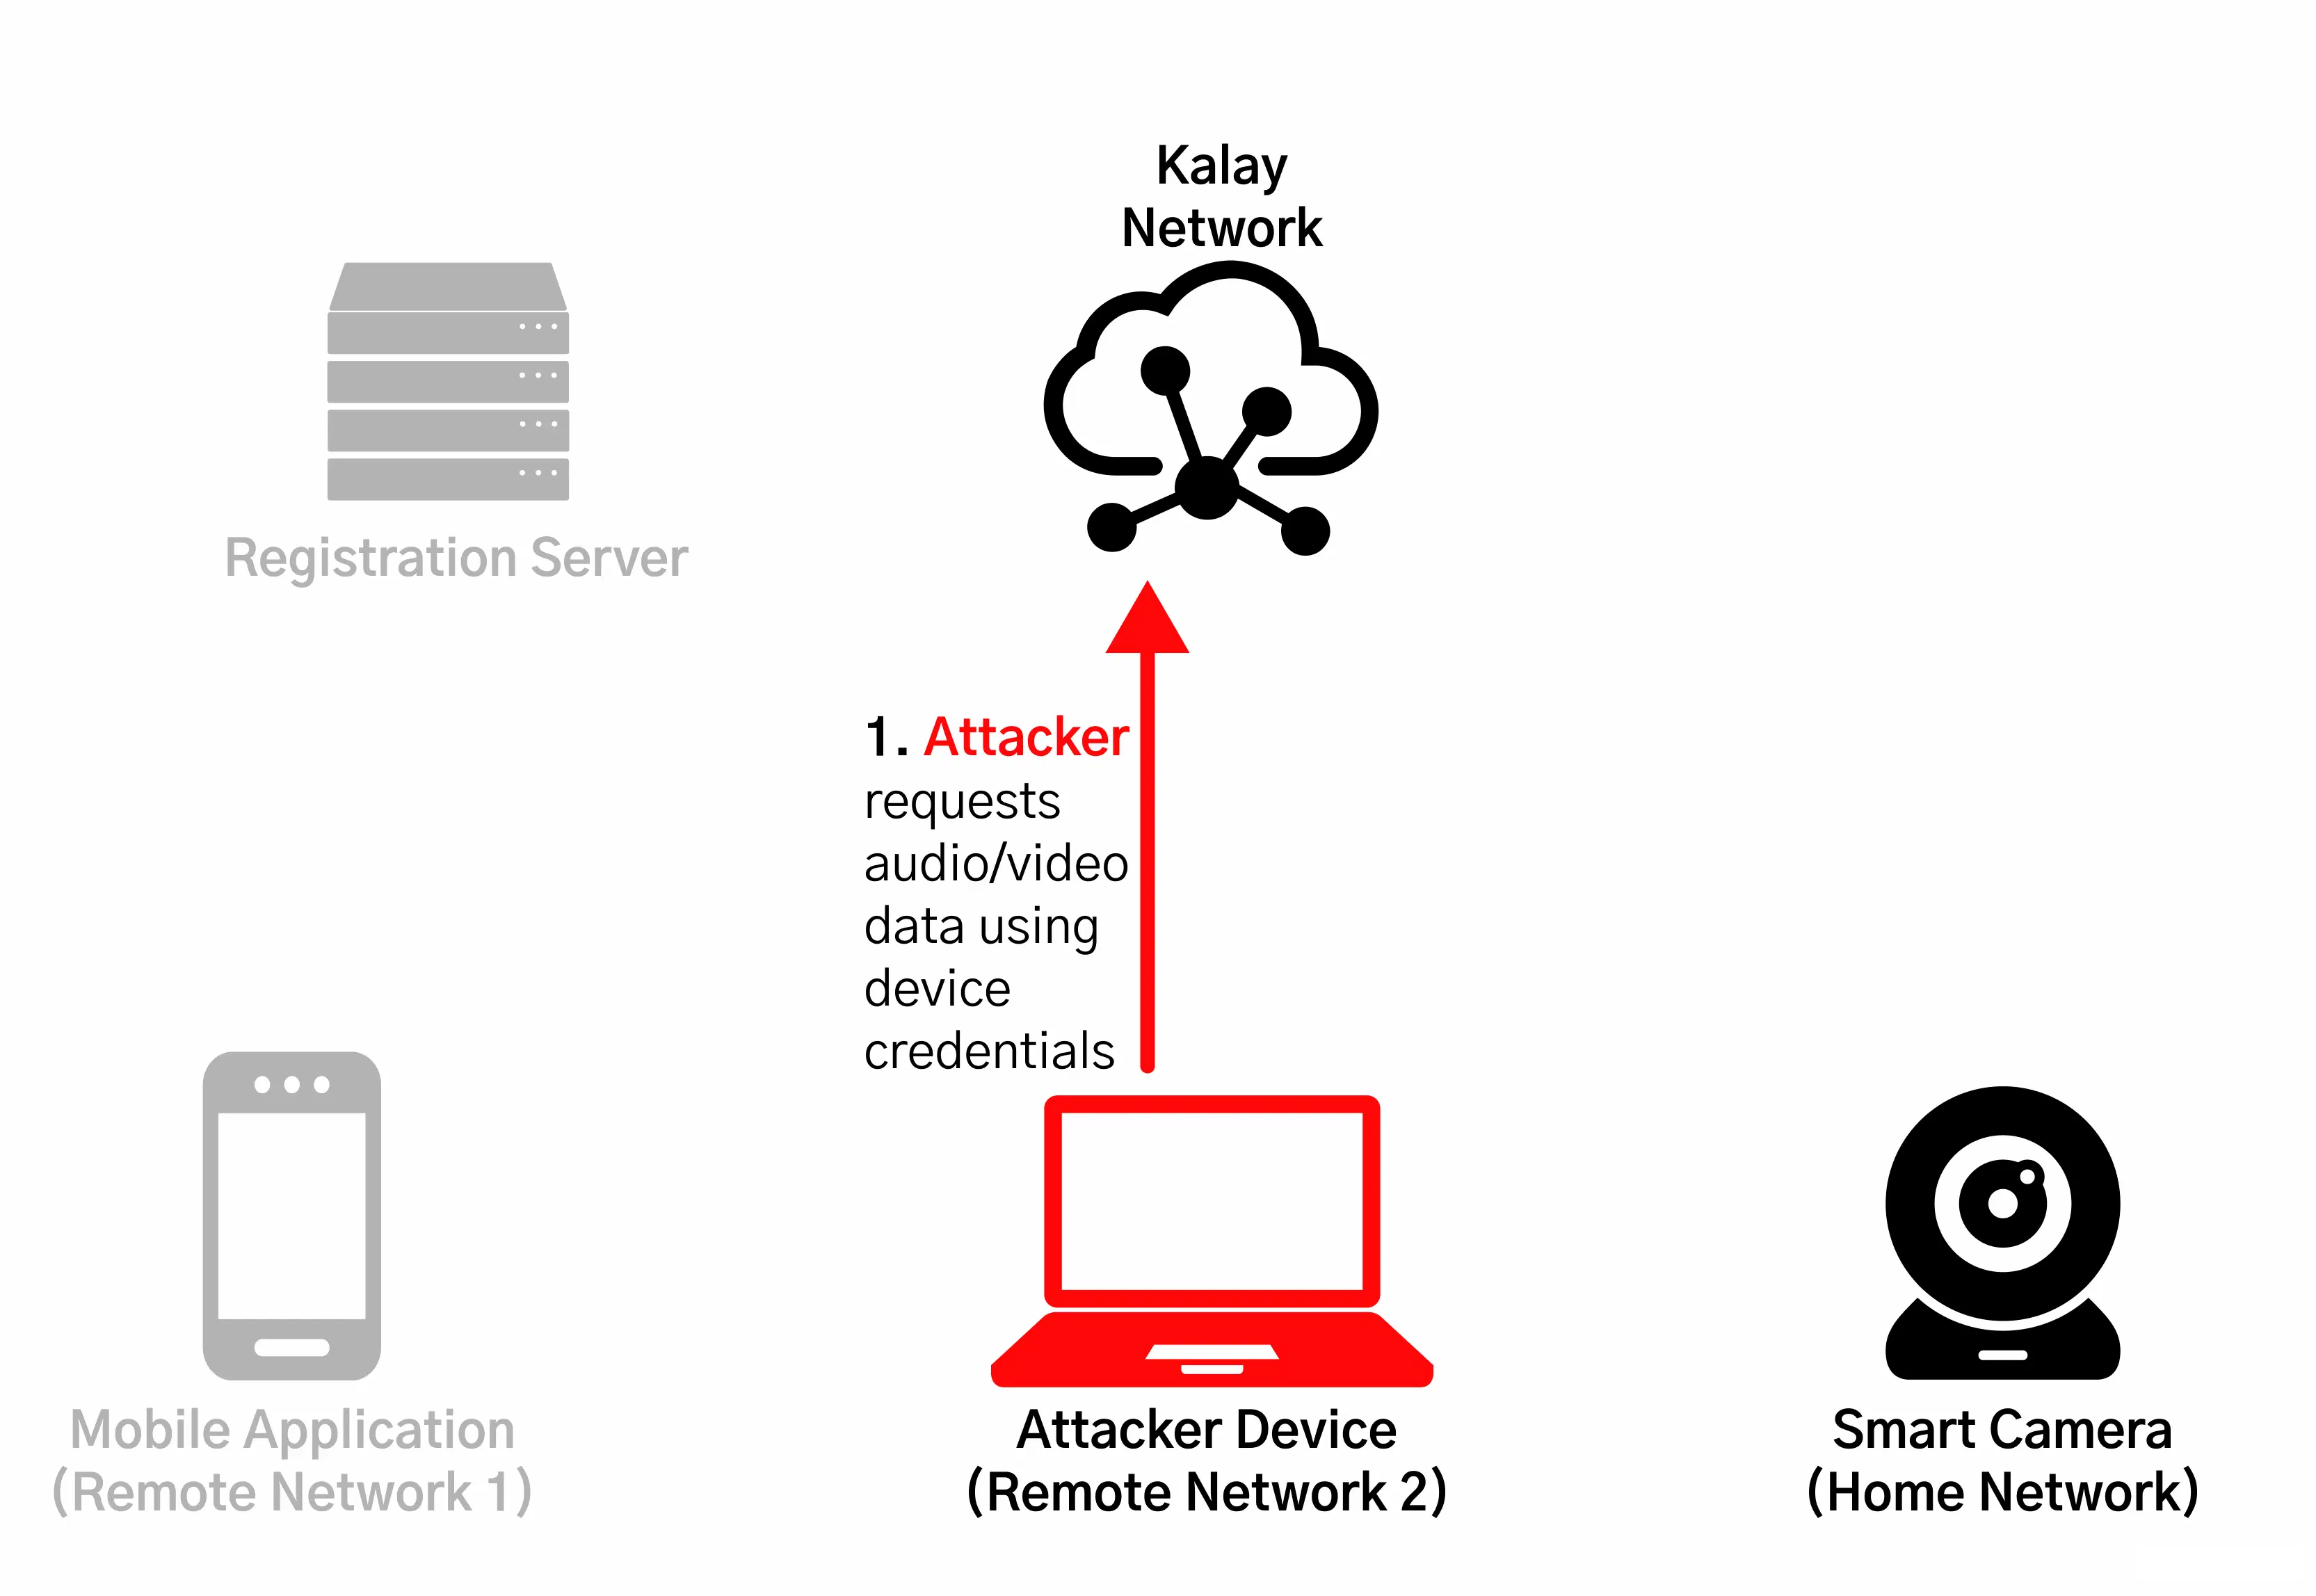 Kalay
Network
Registration Server
1. Attacker
requests
audio/video
data using
device
credentials
Mobile Application
(Remote Network 1)
Attacker Device
(Remote Network 2)
Smart Camera
(Home Network)